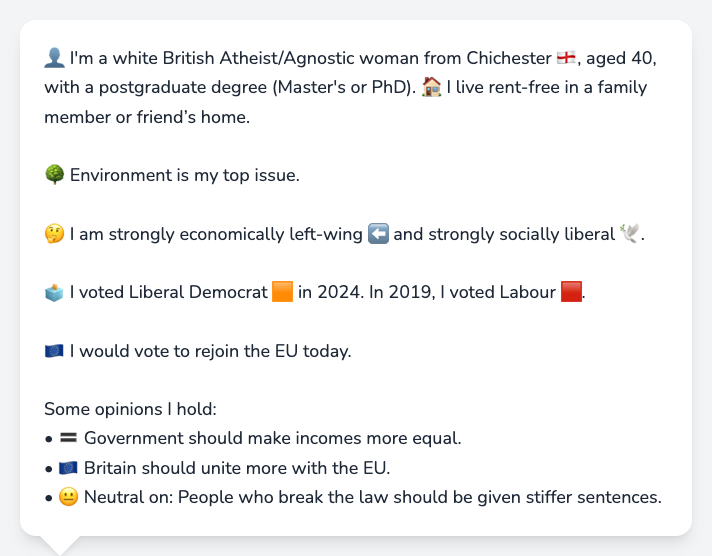 👤 I'm a white British Atheist/Agnostic woman from Chichester 🏴󠁧󠁢󠁥󠁮󠁧󠁿, aged 40,
with a postgraduate degree (Master's or PhD). 🏠 I live rent-free in a family
member or friend’s home.
🌳 Environment is my top issue.
🤔 I am strongly economically left-wing ⬅️ and strongly socially liberal 🕊️.
🗳️ I voted Liberal Democrat 🟧 in 2024. In 2019, I voted Labour 🟥.
🇪🇺 I would vote to rejoin the EU today.
Some opinions I hold:
• 🟰 Government should make incomes more equal.
• 🇪🇺 Britain should unite more with the EU.
• 😐 Neutral on: People who break the law should be given stiffer sentences.